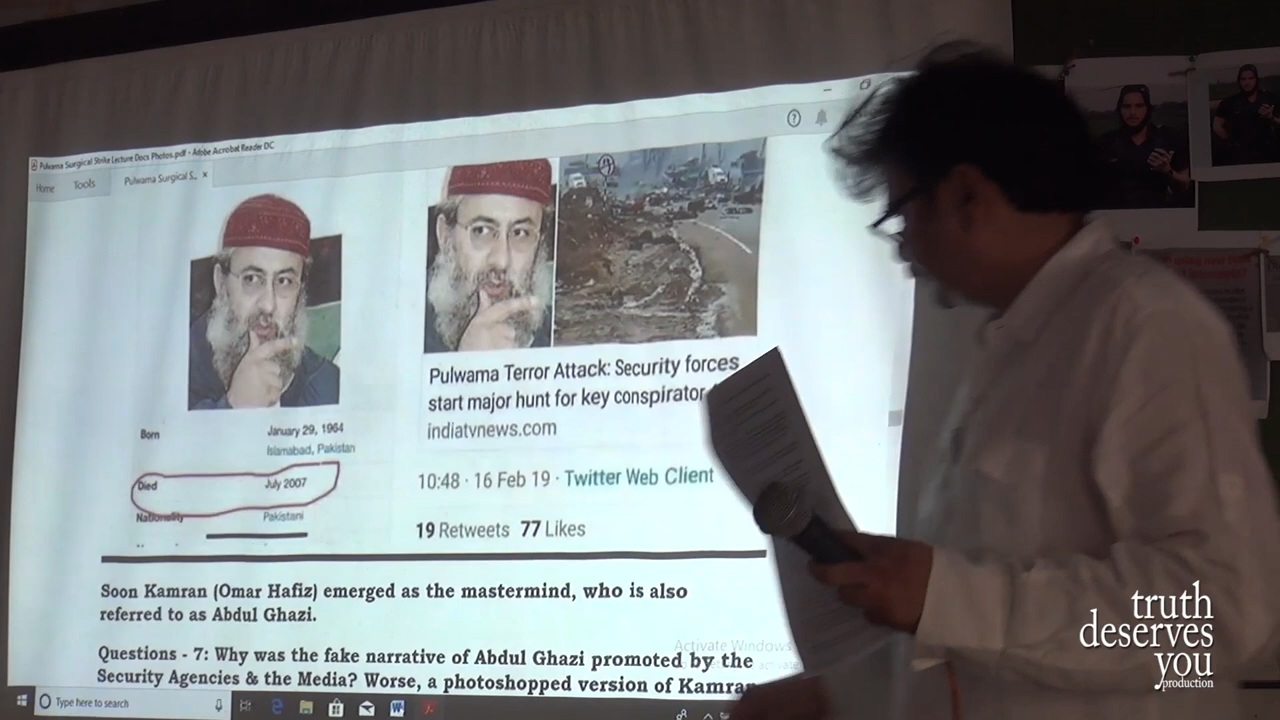 Pulwama Surgical Strike Lecture Docs Photos.pdf - Adobe Acrobat Reader DC
Home Tools Pulwama Surgical S... ×
Born January 29, 1964
Islamabad, Pakistan
Died July 2007
Nationality Pakistani
Pulwama Terror Attack: Security forces
start major hunt for key conspirator
indiatvnews.com
10:48 · 16 Feb 19 · Twitter Web Client
19 Retweets 77 Likes
Soon Kamran (Omar Hafiz) emerged as the mastermind, who is also
referred to as Abdul Ghazi.
Questions - 7: Why was the fake narrative of Abdul Ghazi promoted by the
Security Agencies & the Media? Worse, a photoshopped version of Kamran
Activate Windows
Type here to search
truth
deserves
you
production